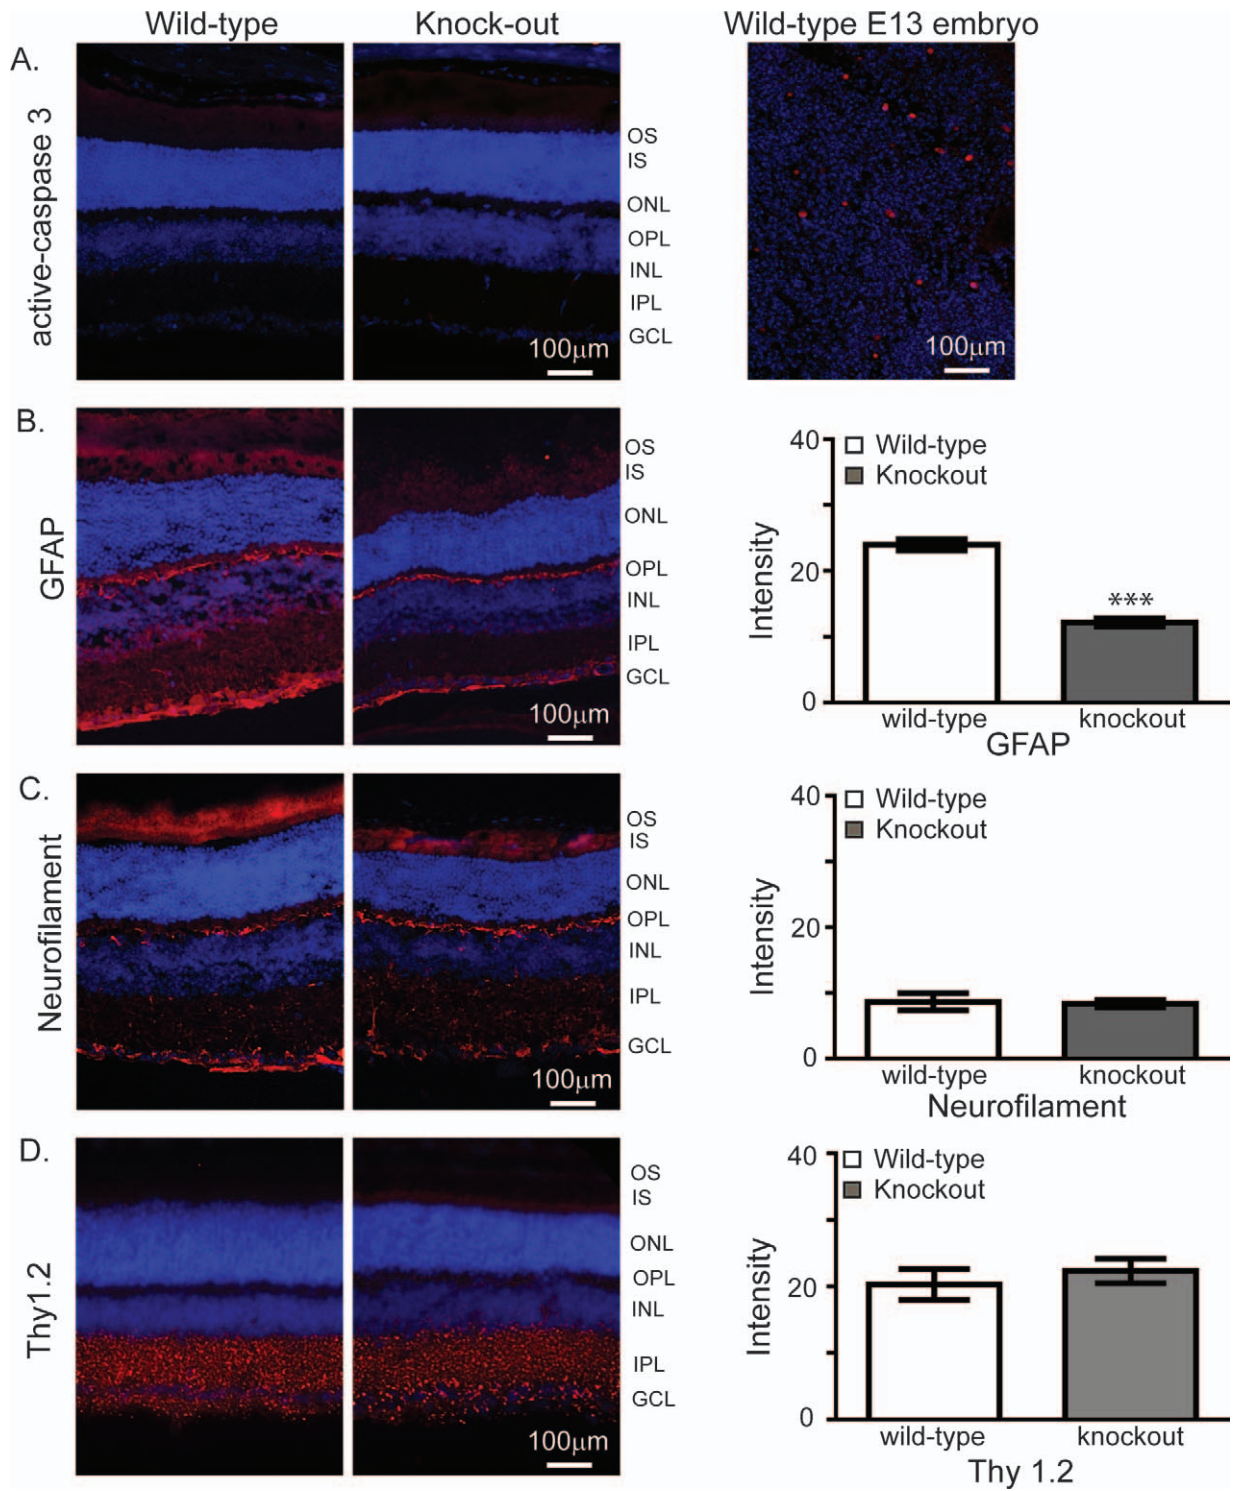 Wild-type
Knock-out
Wild-type E13 embryo
A.
active-caspase 3
OS
IS
ONL
OPL
INL
IPL
GCL
100μm
100μm
B.
GFAP
OS
IS
ONL
OPL
INL
IPL
GCL
100μm
40
20
0
Intensity
Wild-type
Knockout
***
wild-type
knockout
GFAP
C.
Neurofilament
OS
IS
ONL
OPL
INL
IPL
GCL
100μm
40
20
0
Intensity
Wild-type
Knockout
wild-type
knockout
Neurofilament
D.
Thy1.2
OS
IS
ONL
OPL
INL
IPL
GCL
100μm
40
20
0
Intensity
Wild-type
Knockout
wild-type
knockout
Thy 1.2